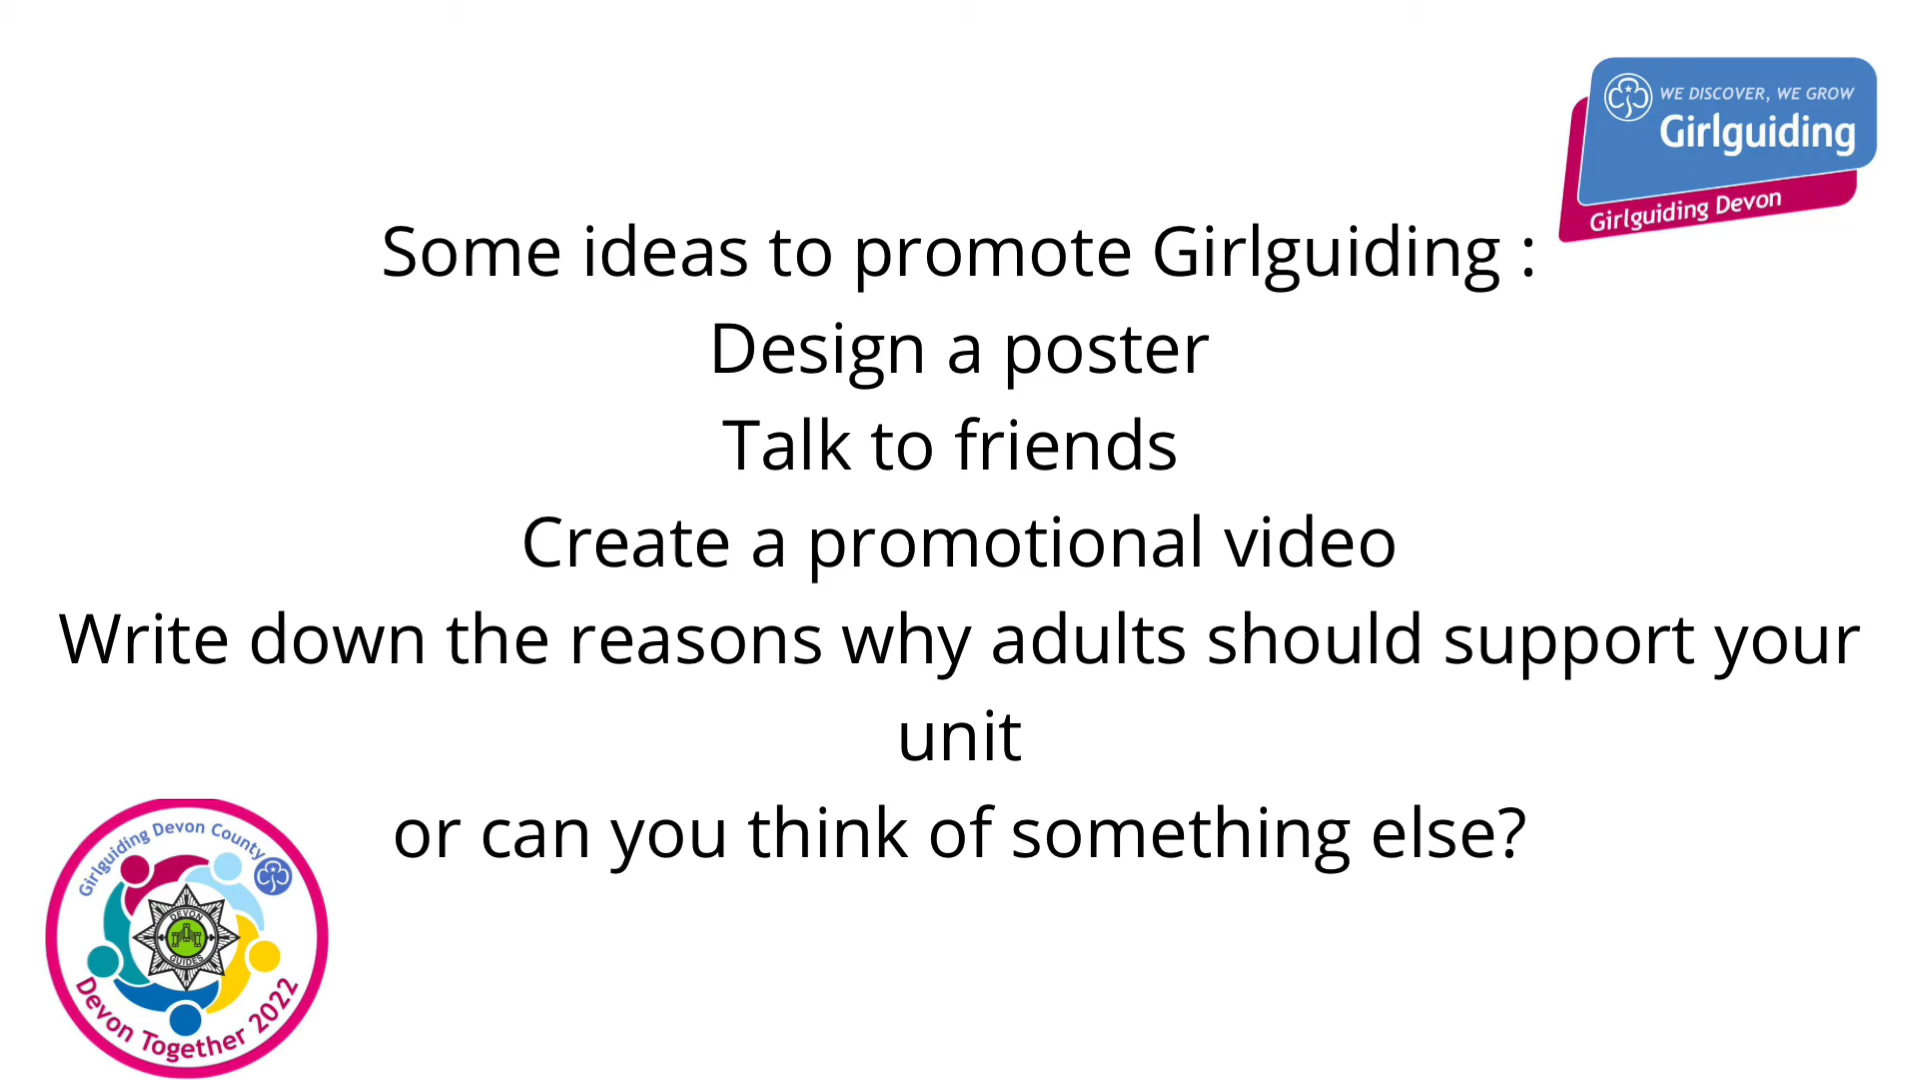 WE DISCOVER, WE GROW
Girlguiding
Girlguiding Devon
Some ideas to promote Girlguiding :
Design a poster
Talk to friends
Create a promotional video
Write down the reasons why adults should support your
unit
or can you think of something else?
Girlguiding Devon County
DEVON
GUIDES
Devon Together 2022